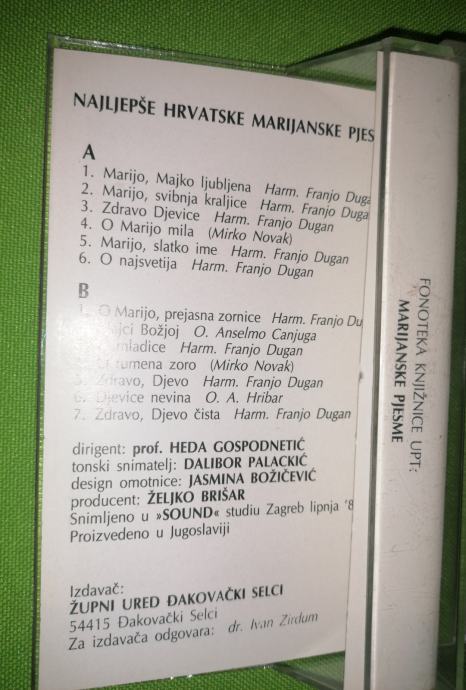 NAJLJEPŠE HRVATSKE MARIJANSKE PJES
A
1. Marijo, Majko ljubljena Harm. Franjo Duga
2. Marijo, svibnja kraljice Harm. Franjo Duga
3. Zdravo Djevice Harm. Franjo Dugan
4. O Marijo mila (Mirko Novak)
5. Marijo, slatko ime Harm. Franjo Dugan
6. O najsvetija Harm. Franjo Dugan
B
1. O Marijo, prejasna zornice Harm. Franjo Du
Božjoj O. Anselmo Canjuga
mladice Harm. Franjo Dugan
rumena zoro (Mirko Novak)
5. Zdravo, Djevo Harm. Franjo Dugan
6. Djevice nevina O. A. Hribar
7. Zdravo, Djevo čista Harm. Franjo Dugan
dirigent: prof. HEDA GOSPODNETIĆ
tonski snimatelj: DALIBOR PALACKIĆ
design omotnice: JASMINA BOŽIČEVIĆ
producent: ŽELJKO BRIŠAR
Snimljeno u »SOUND« studiu Zagreb lipnja '8
Proizvedeno u Jugoslaviji
Izdavač:
ŽUPNI URED ĐAKOVAČKI SELCI
54415 Đakovački Selci
Za izdavača odgovara: dr. Ivan Zirdum
FONOTEKA KNJIŽNICE UPT:
MARIJANSKE PJESME